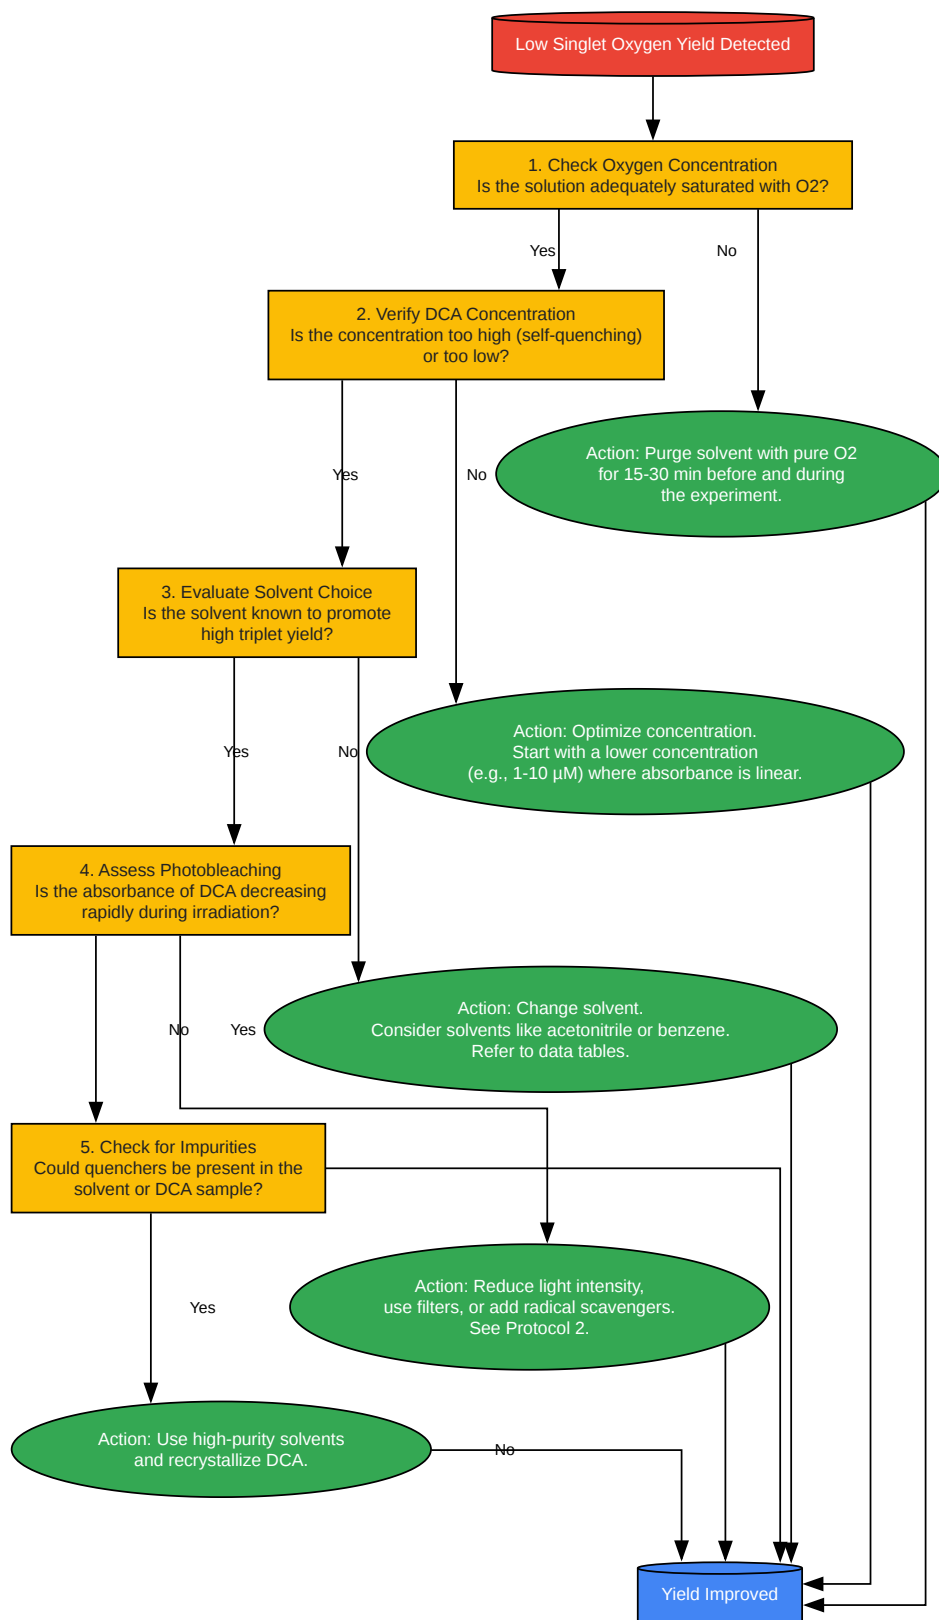 Low Singlet Oxygen Yield Detected
1. Check Oxygen Concentration
Is the solution adequately saturated with O2?
Yes
No
2. Verify DCA Concentration
Is the concentration too high (self-quenching)
or too low?
Action: Purge solvent with pure O2
for 15-30 min before and during
the experiment.
Yes
No
3. Evaluate Solvent Choice
Is the solvent known to promote
high triplet yield?
Action: Optimize concentration.
Start with a lower concentration
(e.g., 1-10 µM) where absorbance is linear.
Yes
No
4. Assess Photobleaching
Is the absorbance of DCA decreasing
rapidly during irradiation?
Action: Change solvent.
Consider solvents like acetonitrile or benzene.
Refer to data tables.
No
Yes
5. Check for Impurities
Could quenchers be present in the
solvent or DCA sample?
Action: Reduce light intensity,
use filters, or add radical scavengers.
See Protocol 2.
Yes
Action: Use high-purity solvents
and recrystallize DCA.
No
Yield Improved